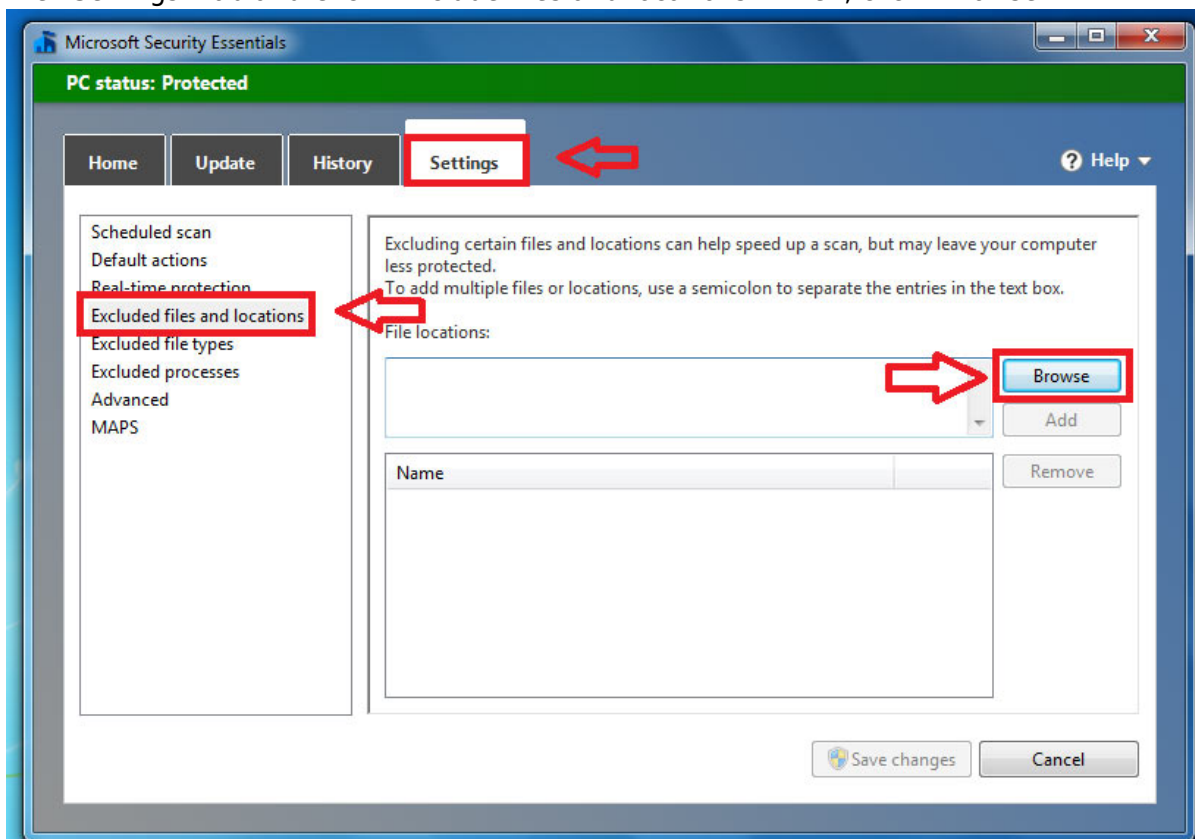 Microsoft Security Essentials
PC status: Protected
Home Update History Settings Help
Scheduled scan
Default actions
Real-time protection
Excluded files and locations
Excluded file types
Excluded processes
Advanced
MAPS
Excluding certain files and locations can help speed up a scan, but may leave your computer
less protected.
To add multiple files or locations, use a semicolon to separate the entries in the text box.
File locations:
Browse
Add
Name
Remove
Save changes Cancel